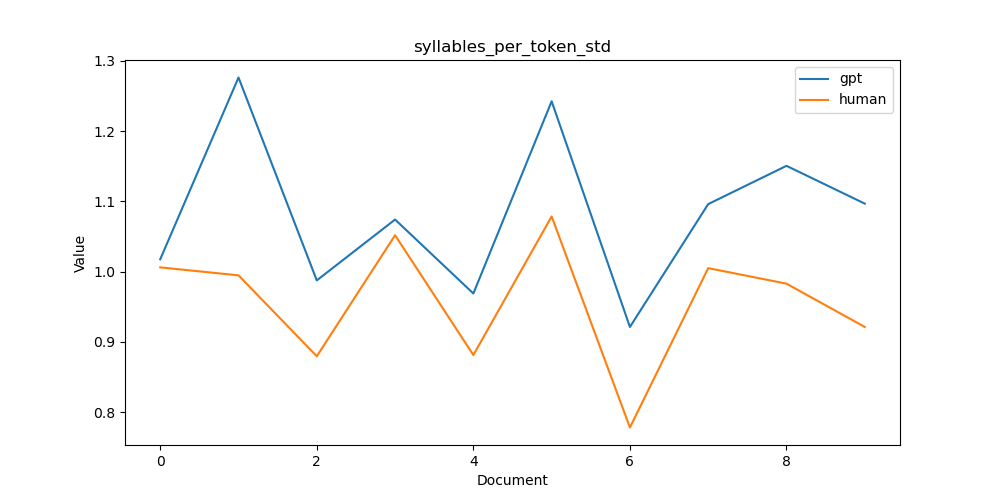 syllables_per_token_std
gpt
human
Value
1.3
1.2
1.1
1.0
0.9
0.8
0 2 4 6 8
Document